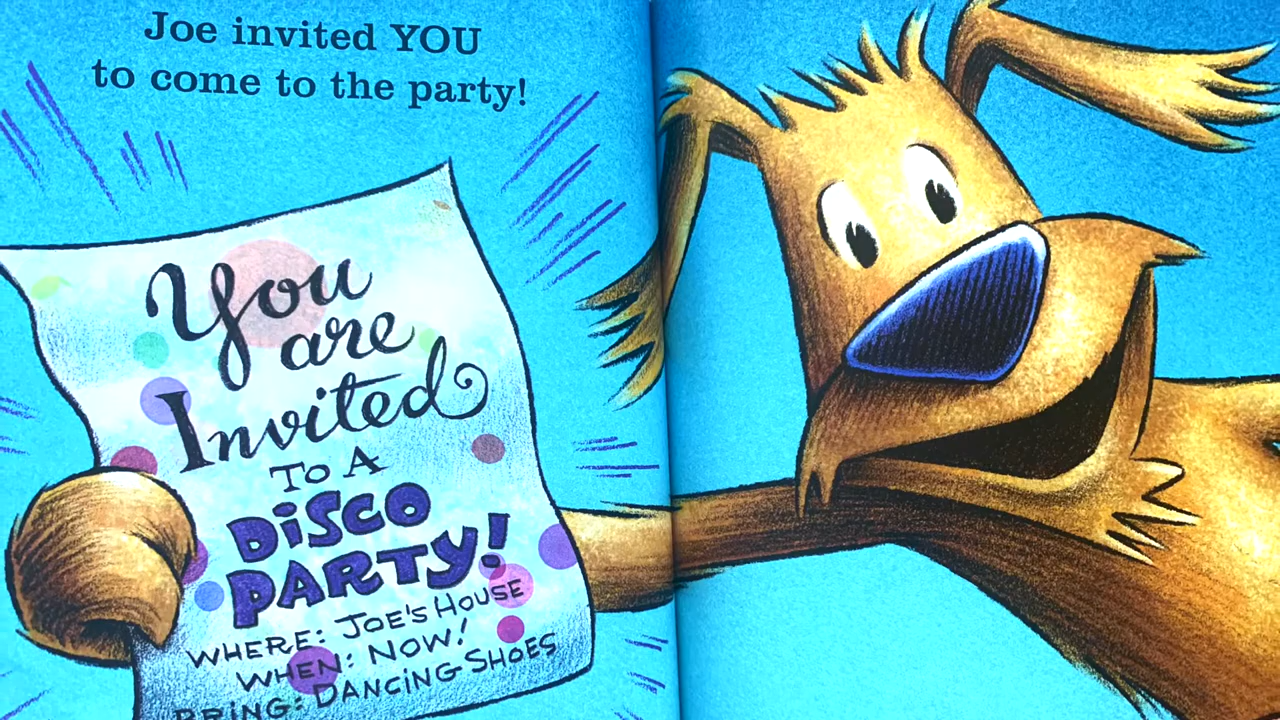 Joe invited YOU
to come to the party!
You
are
Invited
To A
DiSco
PARTY!
WHERE: JOE'S HOUSE
WHEN: NOW!
BRiNG: DANCiNG SHOES